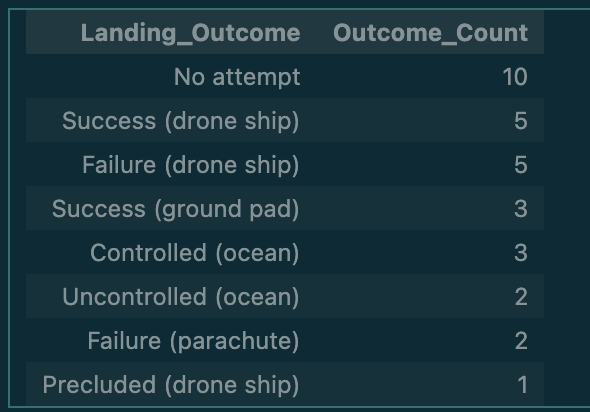 Landing_Outcome Outcome_Count
No attempt 10
Success (drone ship) 5
Failure (drone ship) 5
Success (ground pad) 3
Controlled (ocean) 3
Uncontrolled (ocean) 2
Failure (parachute) 2
Precluded (drone ship) 1